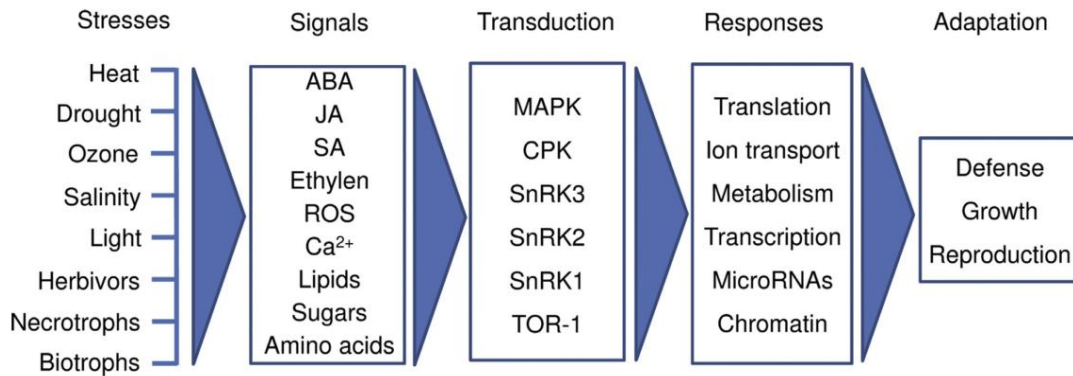 Stresses
Heat
Drought
Ozone
Salinity
Light
Herbivors
Necrotrophs
Biotrophs
Signals
ABA
JA
SA
Ethylen
ROS
Ca²⁺
Lipids
Sugars
Amino acids
Transduction
MAPK
CPK
SnRK3
SnRK2
SnRK1
TOR-1
Responses
Translation
Ion transport
Metabolism
Transcription
MicroRNAs
Chromatin
Adaptation
Defense
Growth
Reproduction